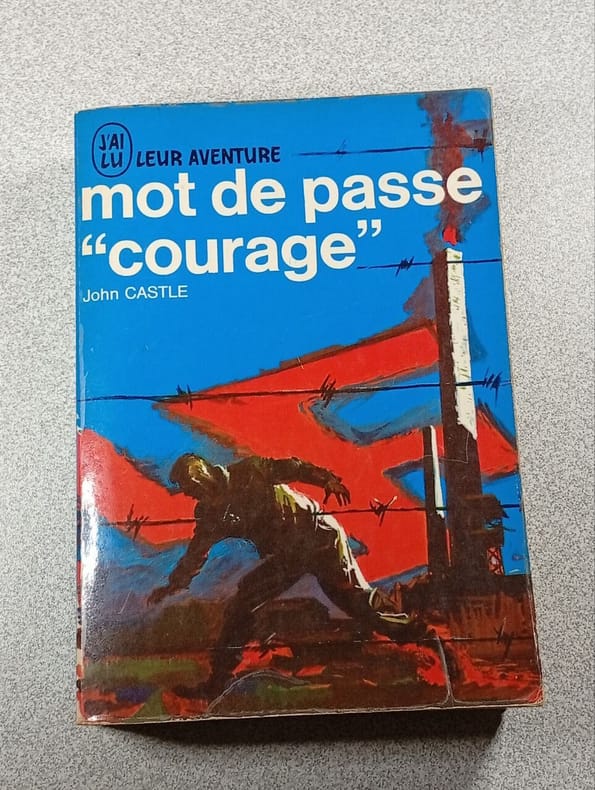 J'AI
LU
LEUR AVENTURE
mot de passe
“courage”
John CASTLE